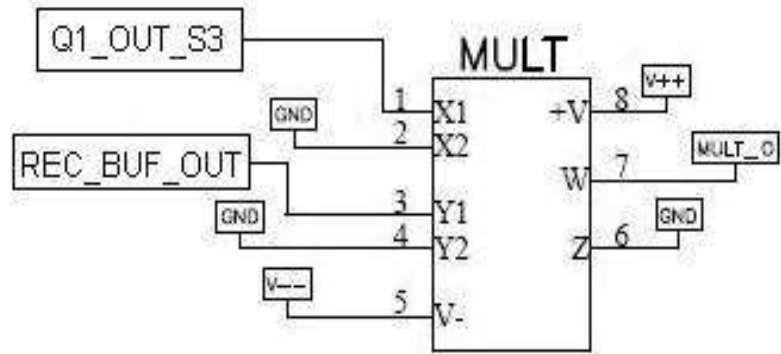 Q1_OUT_S3
MULT
V++
1 X1 +V 8
GND
2 X2
MULT_O
REC_BUF_OUT
W 7
3 Y1
GND
GND
4 Y2 Z 6
V--
5 V-